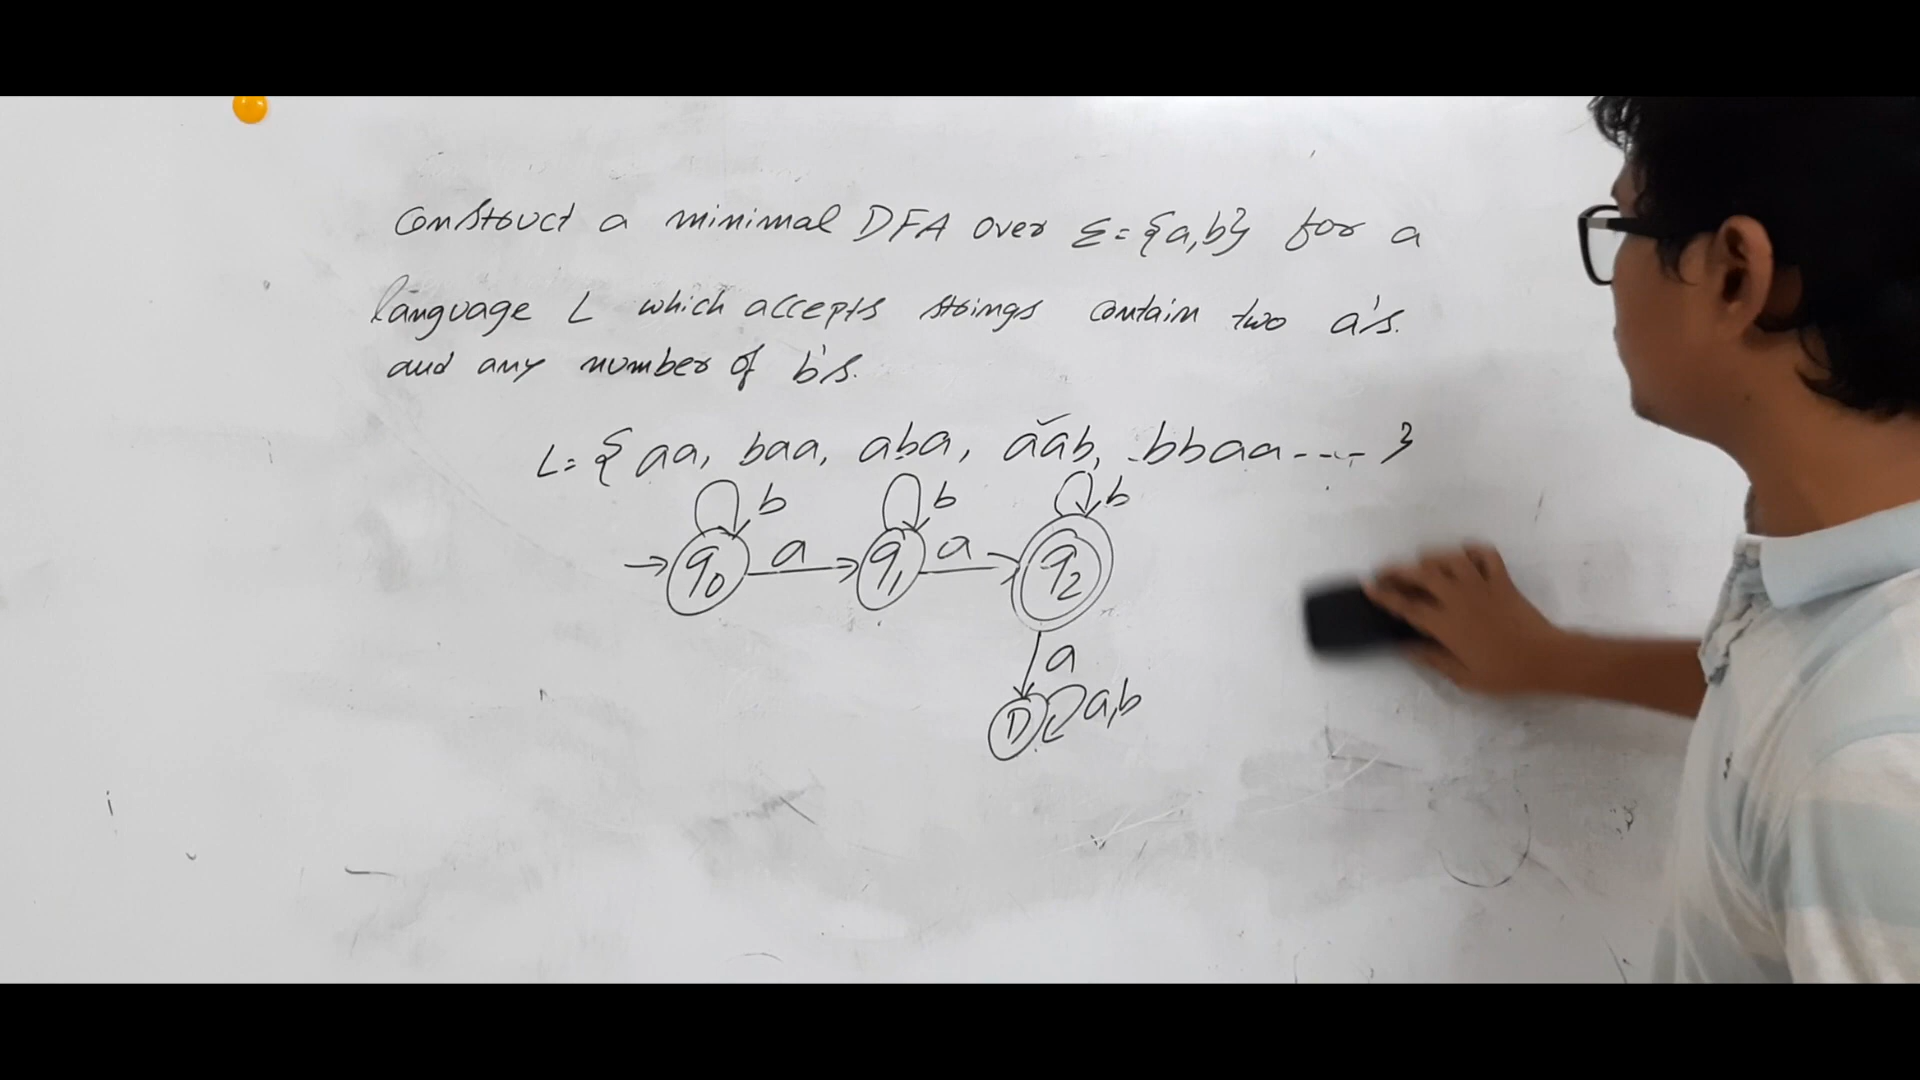 Construct a minimal DFA over Σ={a,b} for a
language L which accepts strings contain two a's.
and any number of b's.
L={ aa, baa, aba, aab, bbaa---- }
b b b
→ q0 a q1 a q2
a
D a,b